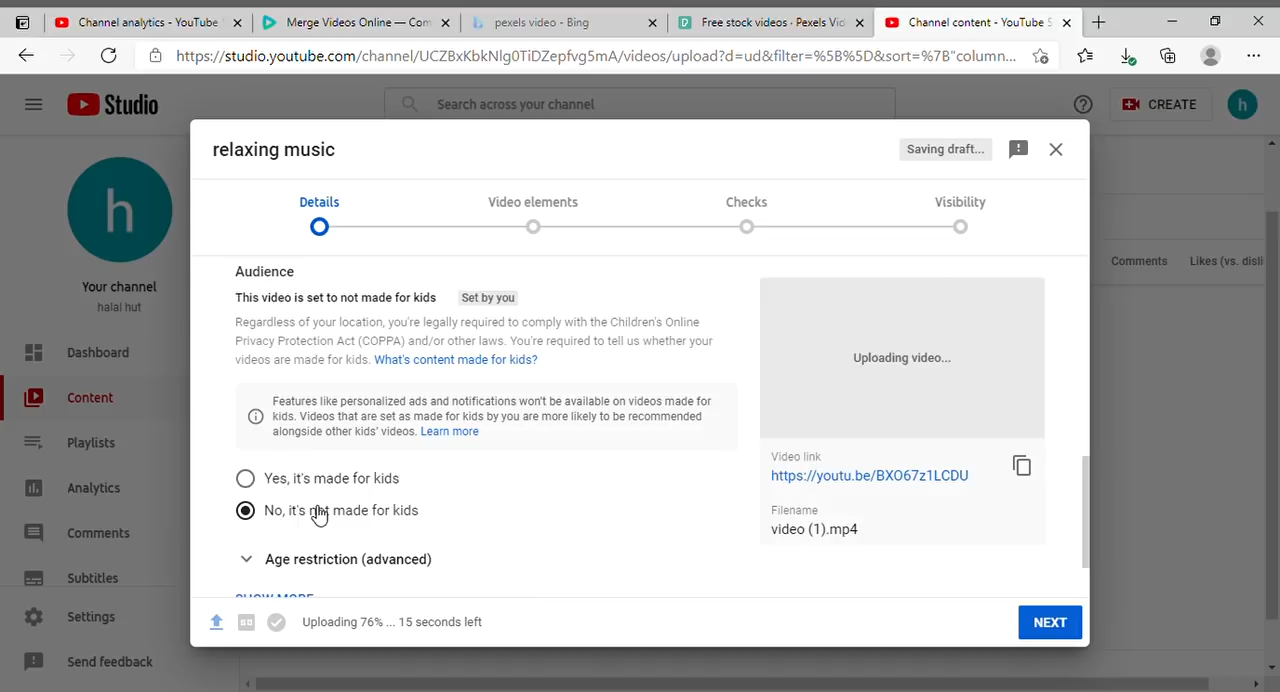 Channel analytics - YouTube
Merge Videos Online — Com
pexels video - Bing
Free stock videos · Pexels Vid
Channel content - YouTube S
https://studio.youtube.com/channel/UCZBxKbkNlg0TiDZepfvg5mA/videos/upload?d=ud&filter=%5B%5D&sort=%7B"column...
Studio
Search across your channel
CREATE
h
h
Your channel
halal hut
Dashboard
Content
Playlists
Analytics
Comments
Subtitles
Settings
Send feedback
relaxing music
Saving draft...
Details
Video elements
Checks
Visibility
Audience
This video is set to not made for kids
Set by you
Regardless of your location, you're legally required to comply with the Children's Online
Privacy Protection Act (COPPA) and/or other laws. You're required to tell us whether your
videos are made for kids. What's content made for kids?
Features like personalized ads and notifications won't be available on videos made for
kids. Videos that are set as made for kids by you are more likely to be recommended
alongside other kids' videos. Learn more
Yes, it's made for kids
No, it's not made for kids
Age restriction (advanced)
SHOW MORE
Uploading video...
Video link
https://youtu.be/BXO67z1LCDU
Filename
video (1).mp4
Uploading 76% ... 15 seconds left
NEXT
Comments
Likes (vs. disli